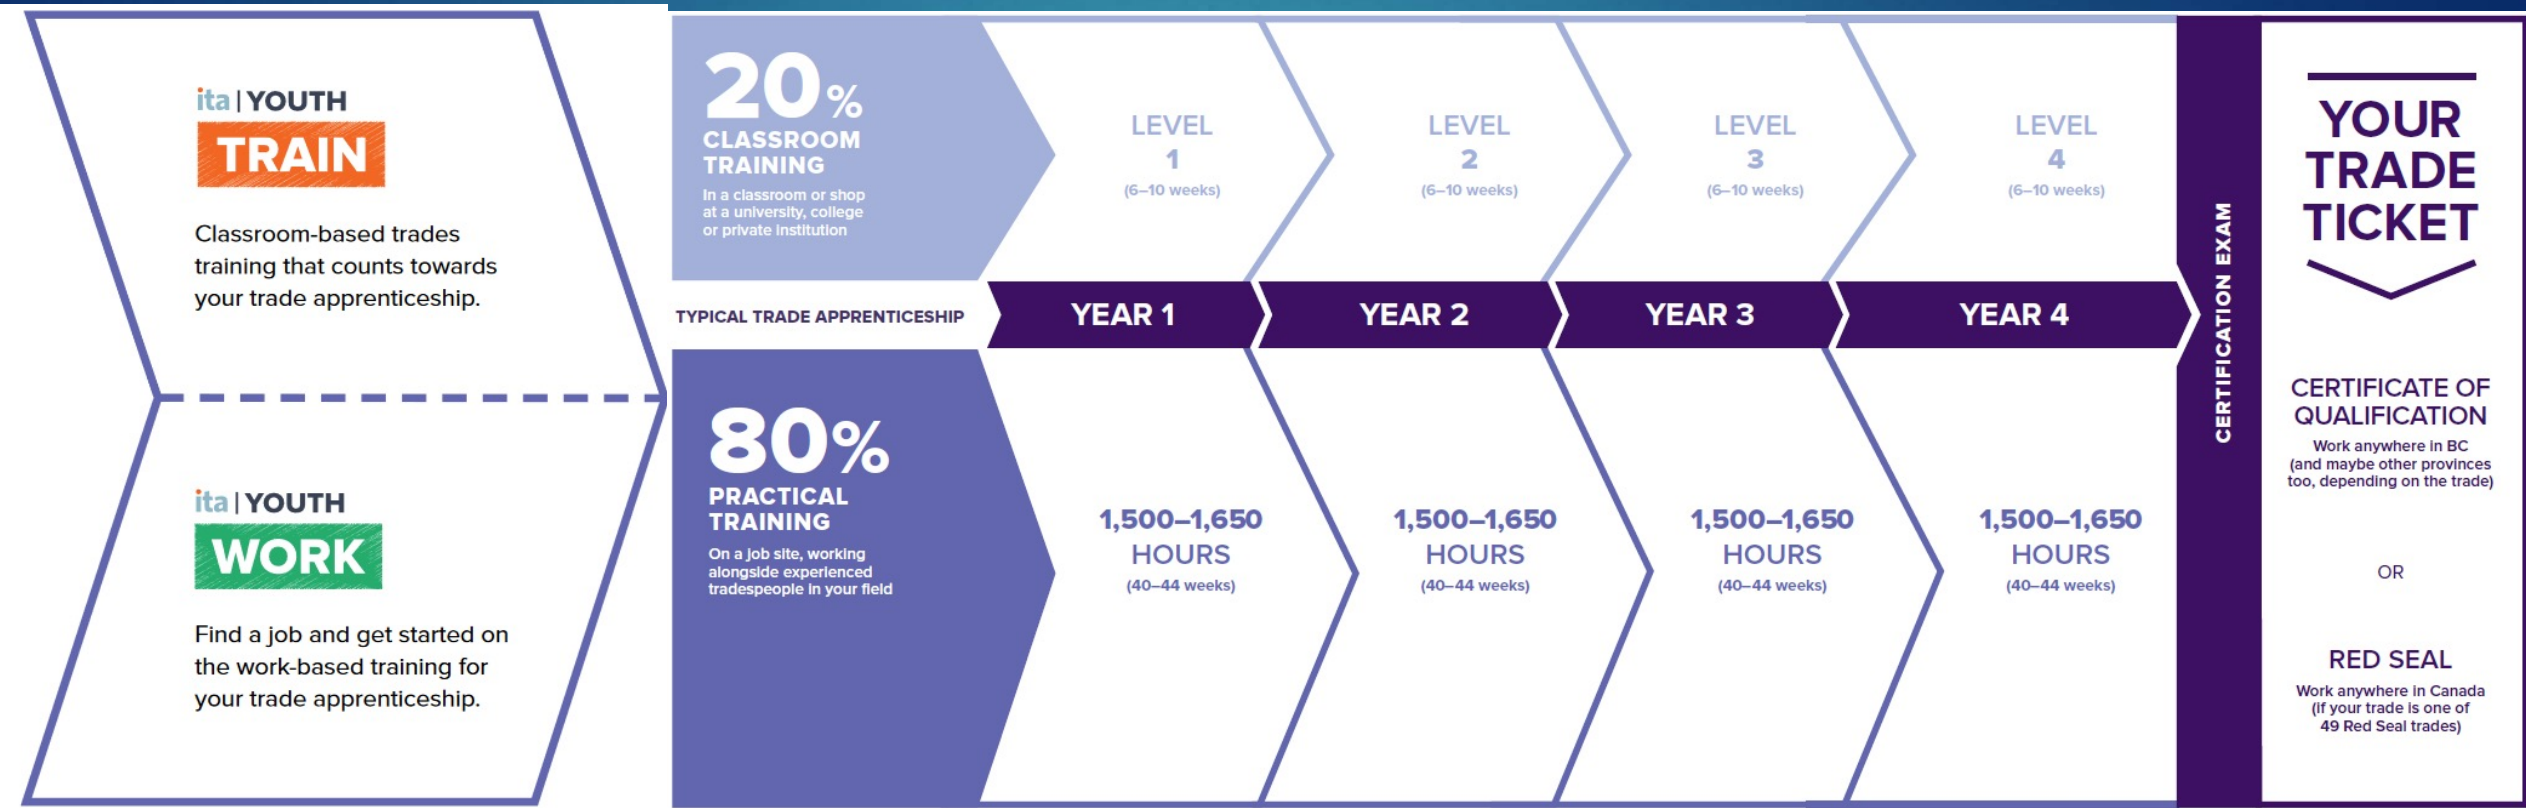 ita | YOUTH
TRAIN
Classroom-based trades
training that counts towards
your trade apprenticeship.
ita | YOUTH
WORK
Find a job and get started on
the work-based training for
your trade apprenticeship.
20%
CLASSROOM
TRAINING
In a classroom or shop
at a university, college
or private institution
LEVEL
1
(6–10 weeks)
LEVEL
2
(6–10 weeks)
LEVEL
3
(6–10 weeks)
LEVEL
4
(6–10 weeks)
TYPICAL TRADE APPRENTICESHIP
YEAR 1
YEAR 2
YEAR 3
YEAR 4
80%
PRACTICAL
TRAINING
On a job site, working
alongside experienced
tradespeople in your field
1,500–1,650
HOURS
(40–44 weeks)
1,500–1,650
HOURS
(40–44 weeks)
1,500–1,650
HOURS
(40–44 weeks)
1,500–1,650
HOURS
(40–44 weeks)
CERTIFICATION EXAM
YOUR
TRADE
TICKET
CERTIFICATE OF
QUALIFICATION
Work anywhere in BC
(and maybe other provinces
too, depending on the trade)
OR
RED SEAL
Work anywhere in Canada
(if your trade is one of
49 Red Seal trades)